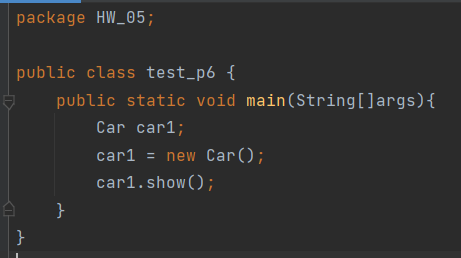 package HW_05;
public class test_p6 {
public static void main(String[]args){
Car car1;
car1 = new Car();
car1.show();
}
}